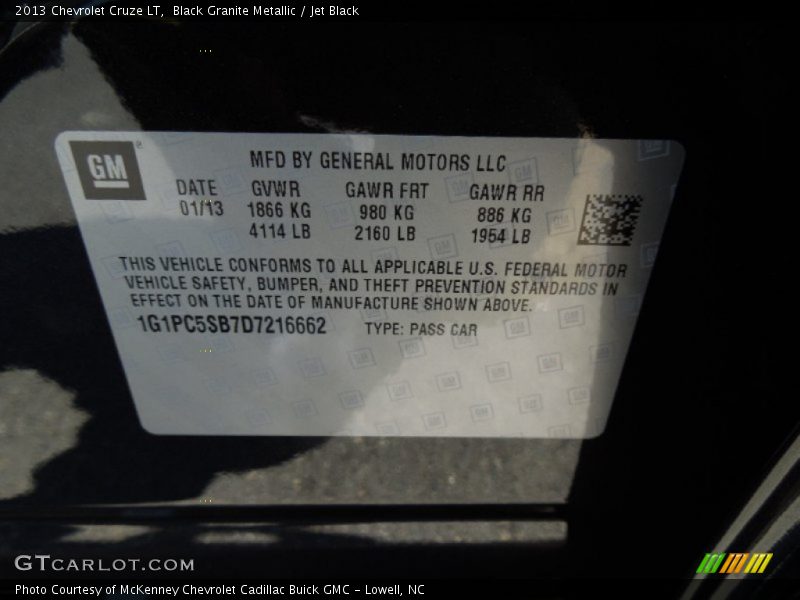 2013 Chevrolet Cruze LT, Black Granite Metallic / Jet Black
GM
MFD BY GENERAL MOTORS LLC
DATE GVWR GAWR FRT GAWR RR
01/13 1866 KG 980 KG 886 KG
4114 LB 2160 LB 1954 LB
THIS VEHICLE CONFORMS TO ALL APPLICABLE U.S. FEDERAL MOTOR
VEHICLE SAFETY, BUMPER, AND THEFT PREVENTION STANDARDS IN
EFFECT ON THE DATE OF MANUFACTURE SHOWN ABOVE.
1G1PC5SB7D7216662 TYPE: PASS CAR
GTCARLOT.COM
Photo Courtesy of McKenney Chevrolet Cadillac Buick GMC – Lowell, NC